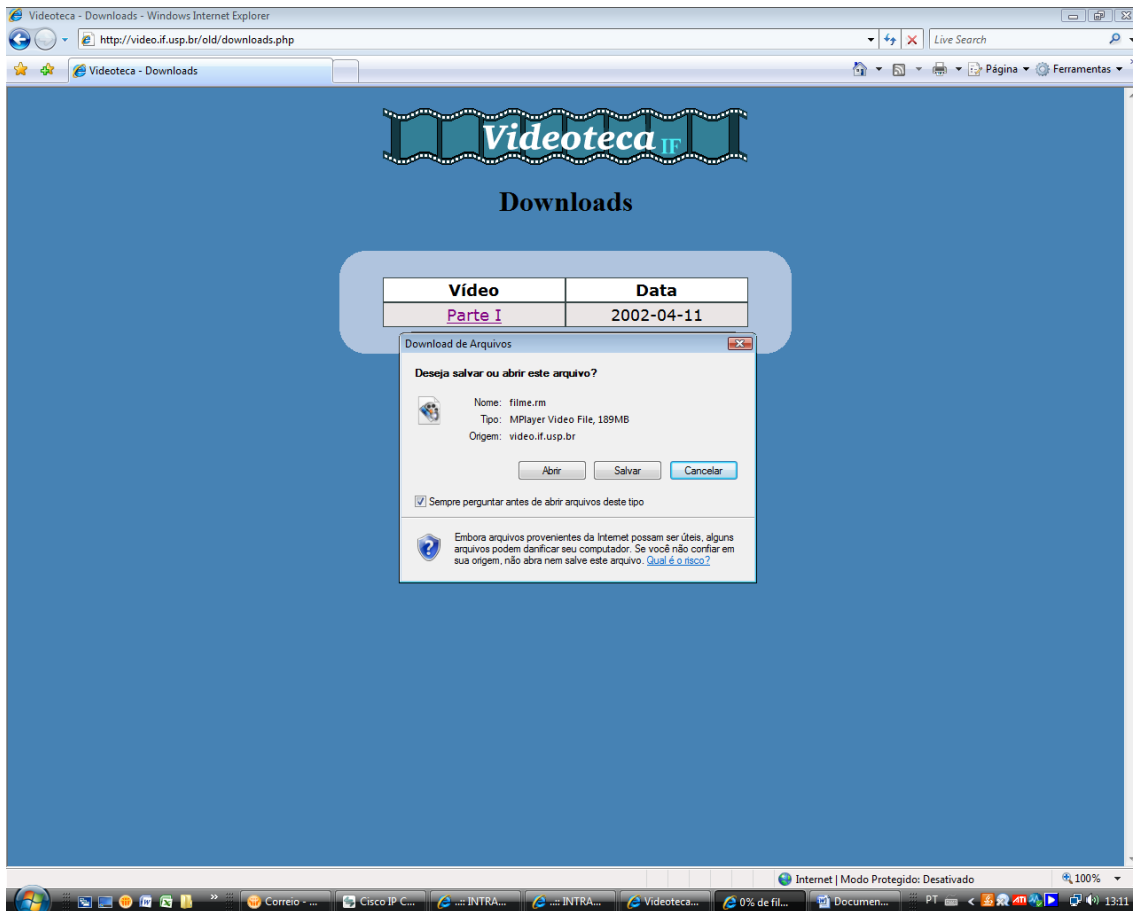 Videoteca - Downloads - Windows Internet Explorer
http://video.if.usp.br/old/downloads.php
Live Search
Videoteca - Downloads
Página
Ferramentas
Videoteca IF
Downloads
Vídeo Data
Parte I 2002-04-11
Download de Arquivos
Deseja salvar ou abrir este arquivo?
Nome: filme.rm
Tipo: MPlayer Video File, 189MB
Origem: video.if.usp.br
Abrir Salvar Cancelar
Sempre perguntar antes de abrir arquivos deste tipo
Embora arquivos provenientes da Internet possam ser úteis, alguns
arquivos podem danificar seu computador. Se você não confiar em
sua origem, não abra nem salve este arquivo. Qual é o risco?
Internet | Modo Protegido: Desativado 100%
Correio - ... Cisco IP C... ..:: INTRA... ..:: INTRA... Videoteca... 0% de fil... Documen... PT 13:11